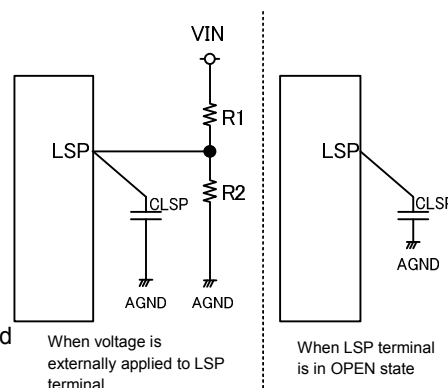 VIN
R1
LSP
R2
CLSP
AGND
AGND
d
When voltage is
externally applied to LSP
terminal
LSP
CLSP
AGND
When LSP terminal
is in OPEN state